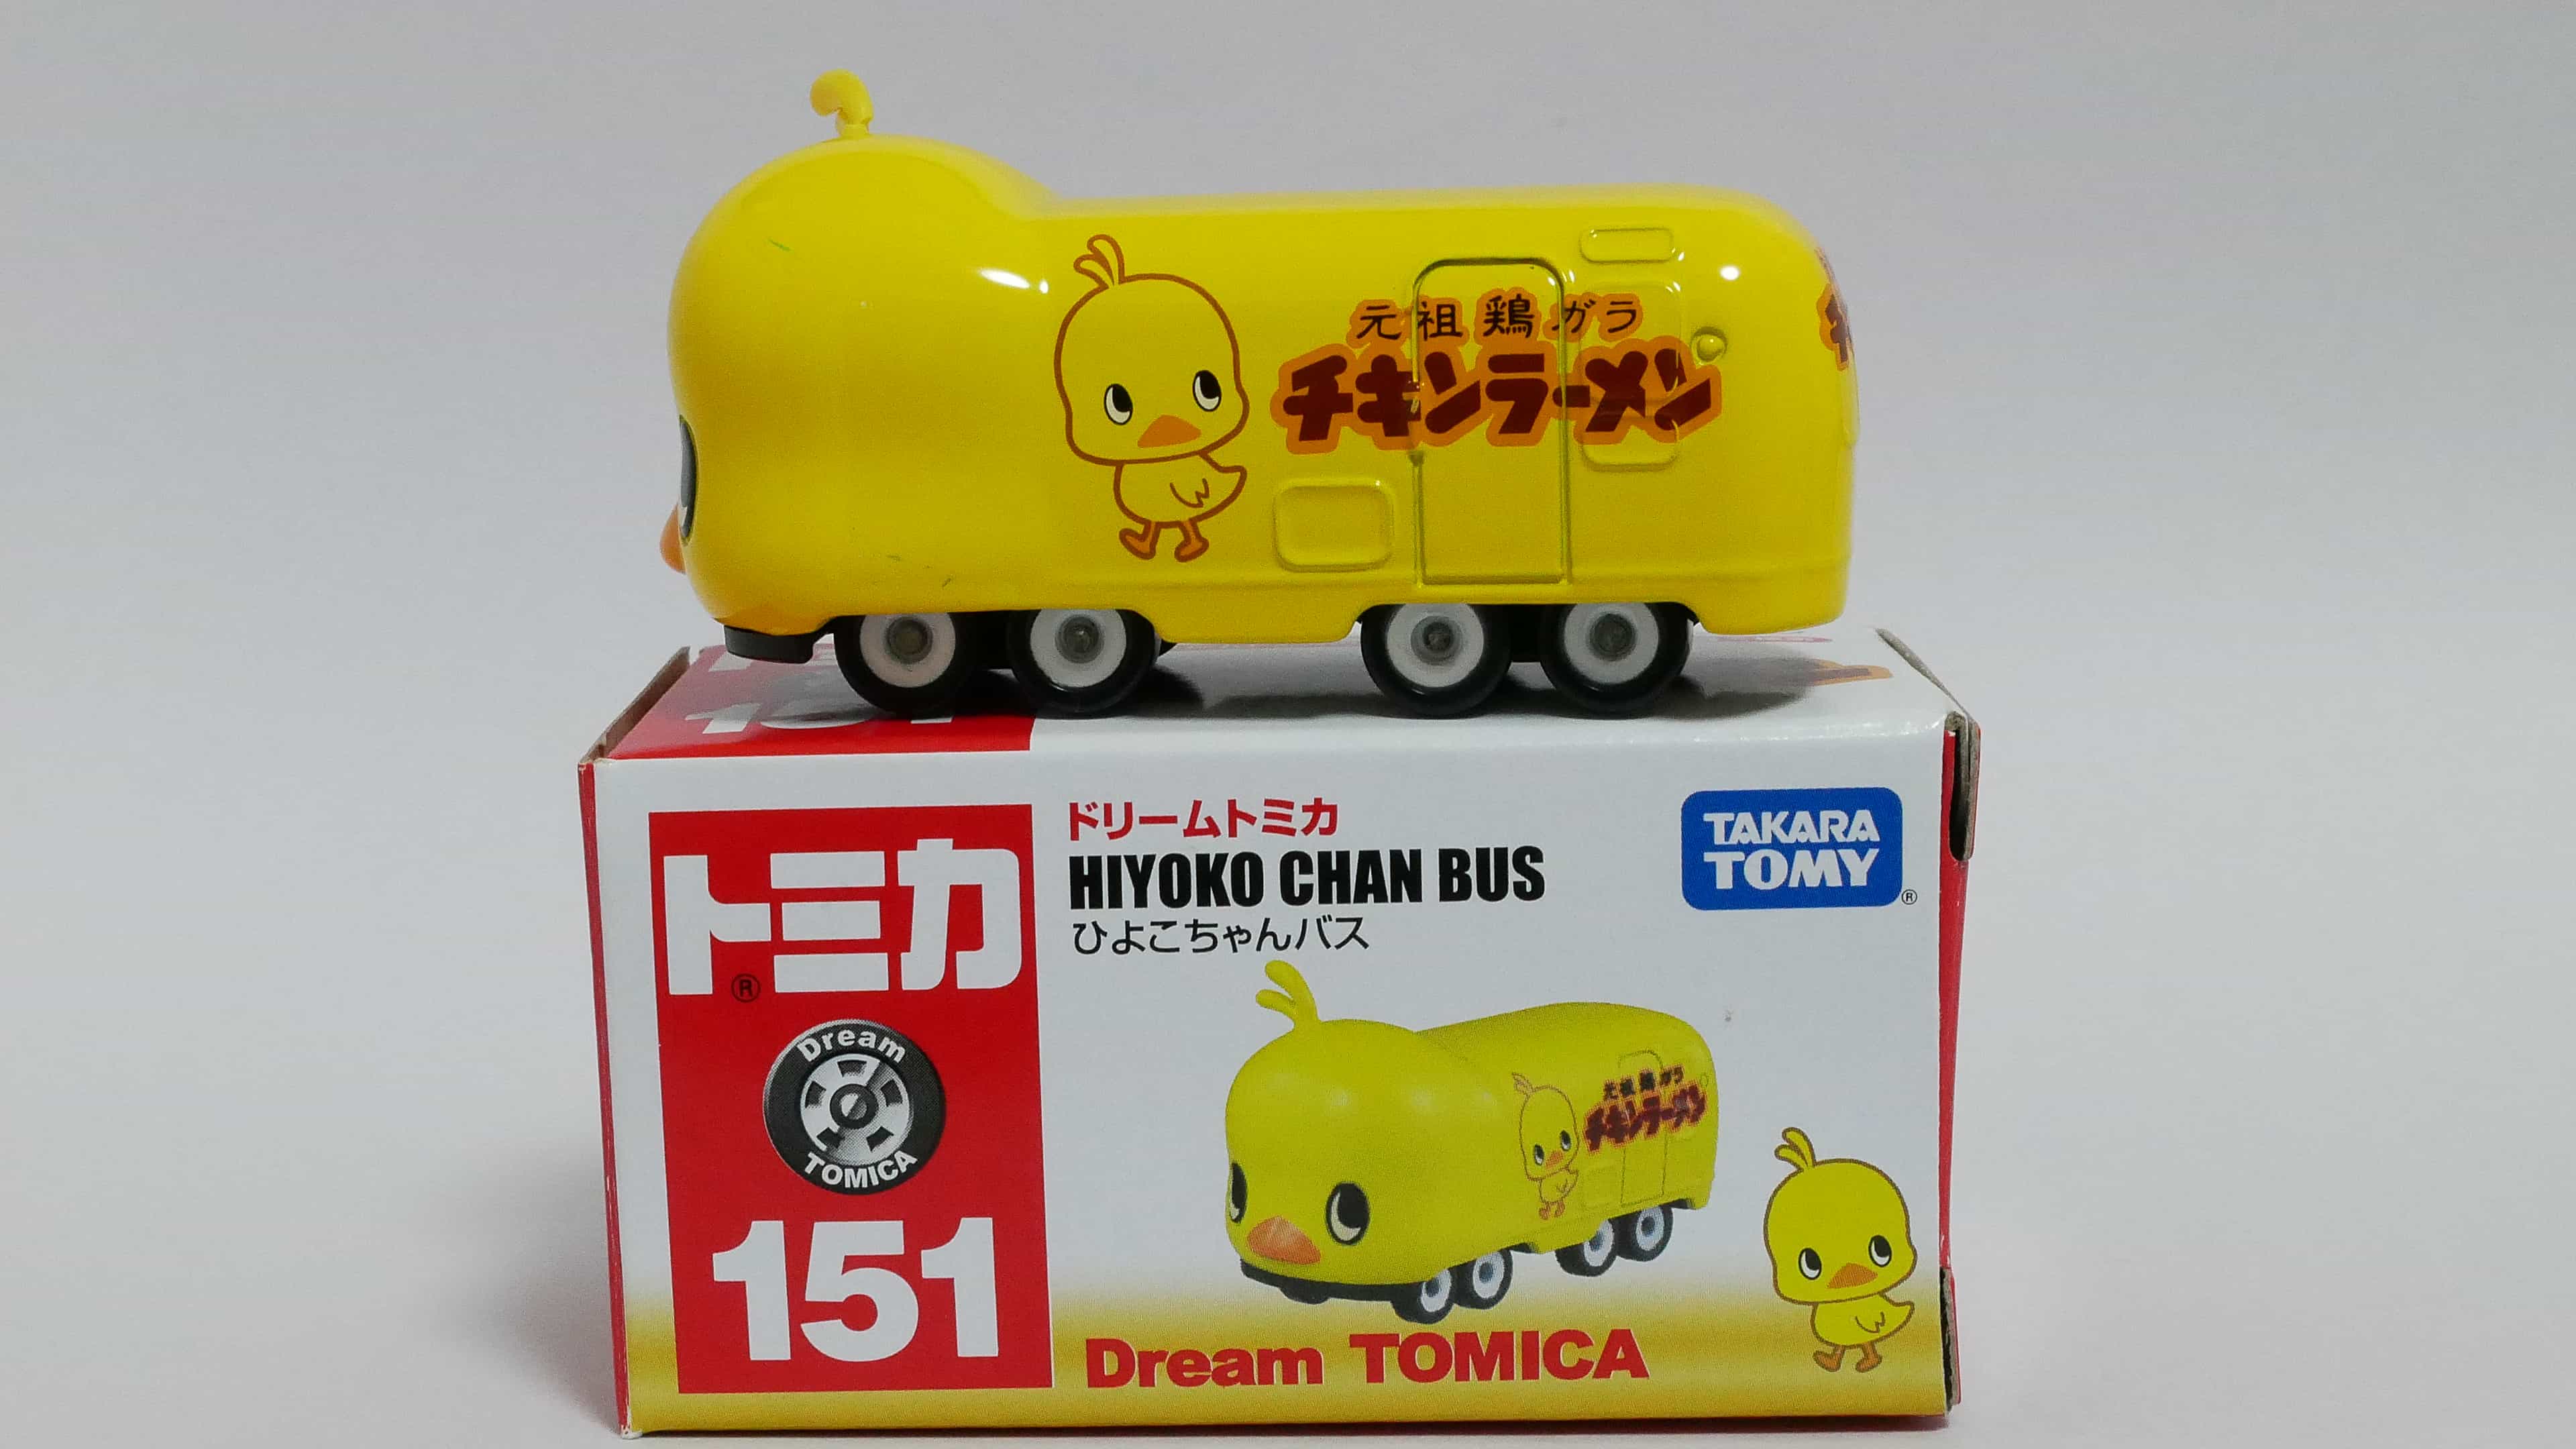 元祖鶏ガラ
チキンラーメン
151
トミカ
®
Dream
TOMICA
151
ドリームトミカ
HIYOKO CHAN BUS
ひよこちゃんバス
TAKARA
TOMY
®
元祖鶏ガラ
チキンラーメン
Dream TOMICA